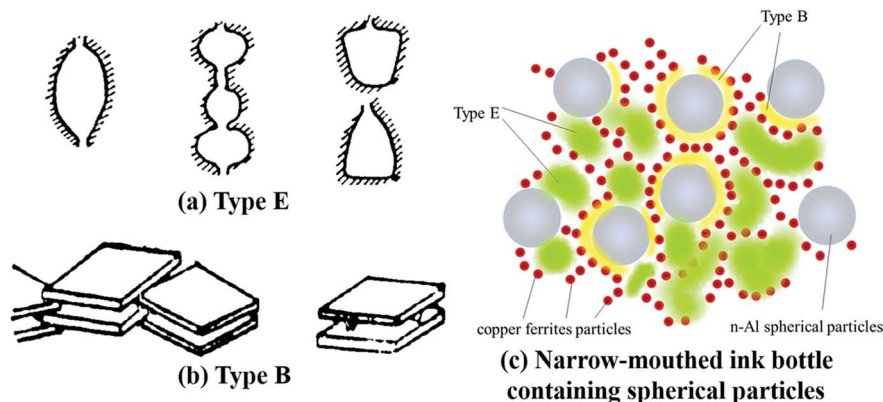 (a) Type E
(b) Type B
Type B
Type E
copper ferrites particles
n-Al spherical particles
(c) Narrow-mouthed ink bottle
containing spherical particles